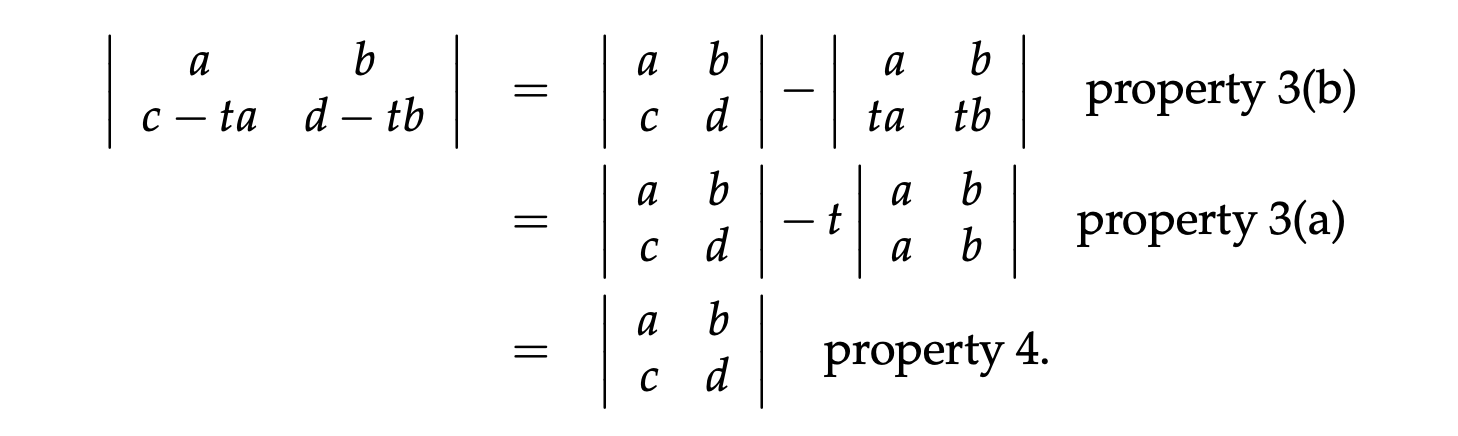 | a b | = | a b | − | a b | property 3(b)
| c − ta d − tb | | c d | | ta tb |
= | a b | − t | a b | property 3(a)
| c d | | a b |
= | a b | property 4.
| c d |